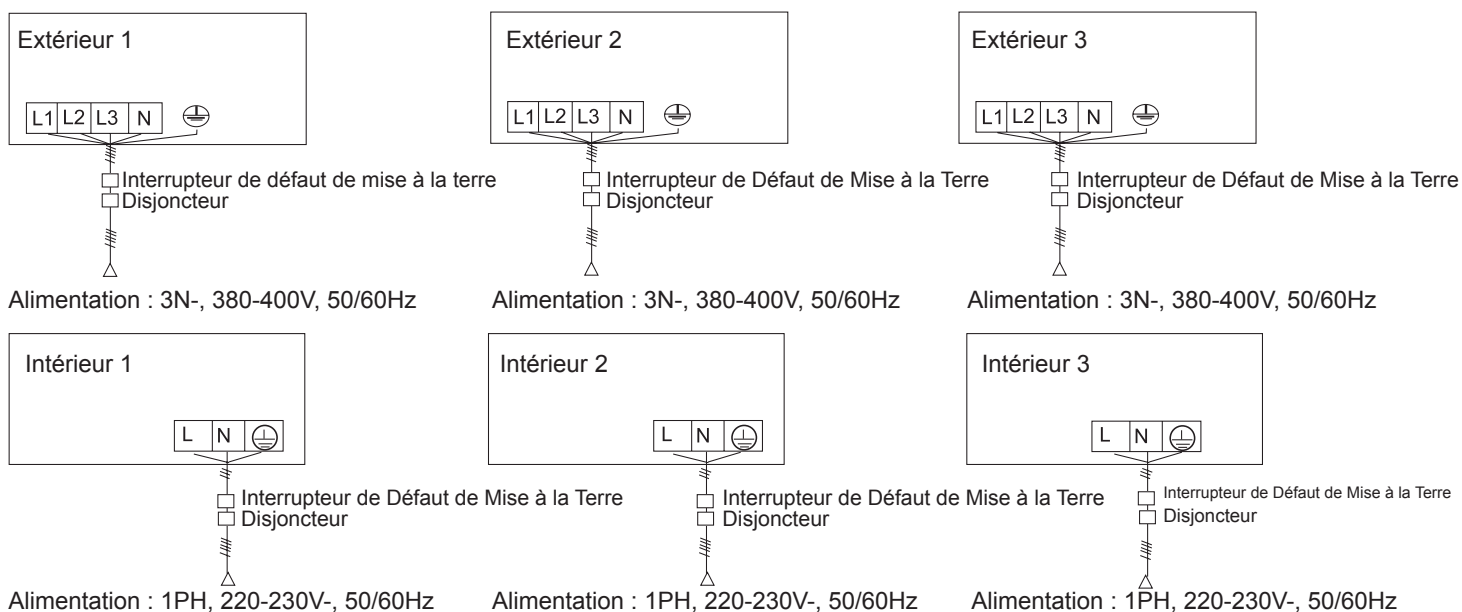 Extérieur 1
Extérieur 2
Extérieur 3
L1 L2 L3 N
L1 L2 L3 N
L1 L2 L3 N
Interrupteur de défaut de mise à la terre
Disjoncteur
Interrupteur de Défaut de Mise à la Terre
Disjoncteur
Interrupteur de Défaut de Mise à la Terre
Disjoncteur
Alimentation : 3N-, 380-400V, 50/60Hz
Alimentation : 3N-, 380-400V, 50/60Hz
Alimentation : 3N-, 380-400V, 50/60Hz
Intérieur 1
Intérieur 2
Intérieur 3
L N
L N
L N
Interrupteur de Défaut de Mise à la Terre
Disjoncteur
Interrupteur de Défaut de Mise à la Terre
Disjoncteur
Interrupteur de Défaut de Mise à la Terre
Disjoncteur
Alimentation : 1PH, 220-230V-, 50/60Hz
Alimentation : 1PH, 220-230V-, 50/60Hz
Alimentation : 1PH, 220-230V-, 50/60Hz